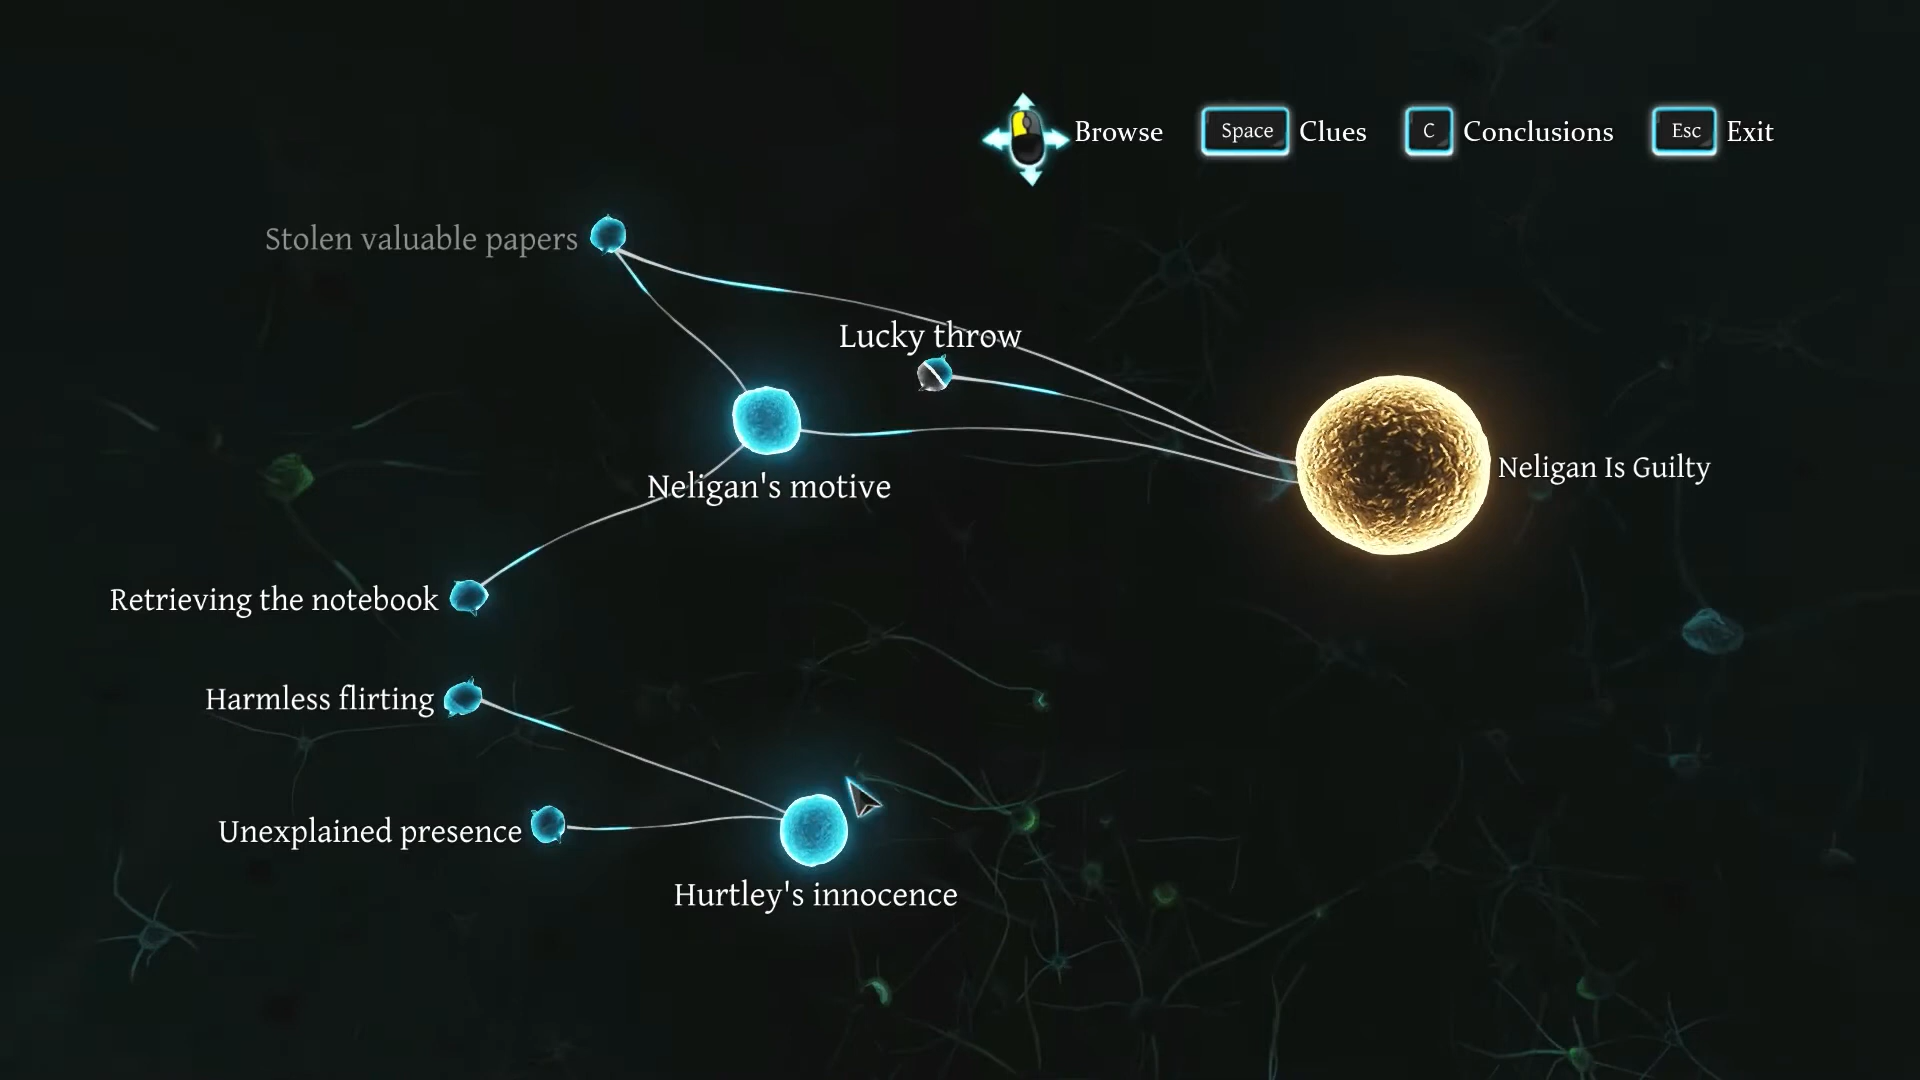 Browse
Space Clues
C Conclusions
Esc Exit
Stolen valuable papers
Lucky throw
Neligan Is Guilty
Neligan's motive
Retrieving the notebook
Harmless flirting
Unexplained presence
Hurtley's innocence